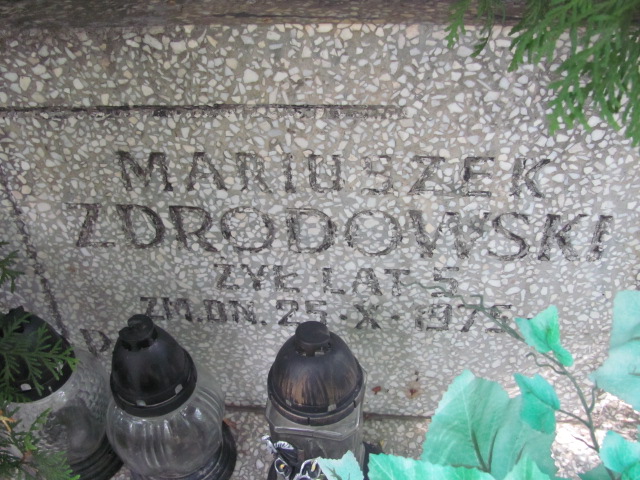 MARIUSZEK
ZDRODOWSKI
ŻYŁ LAT 5
ZM. DN. 25 · X · 1975